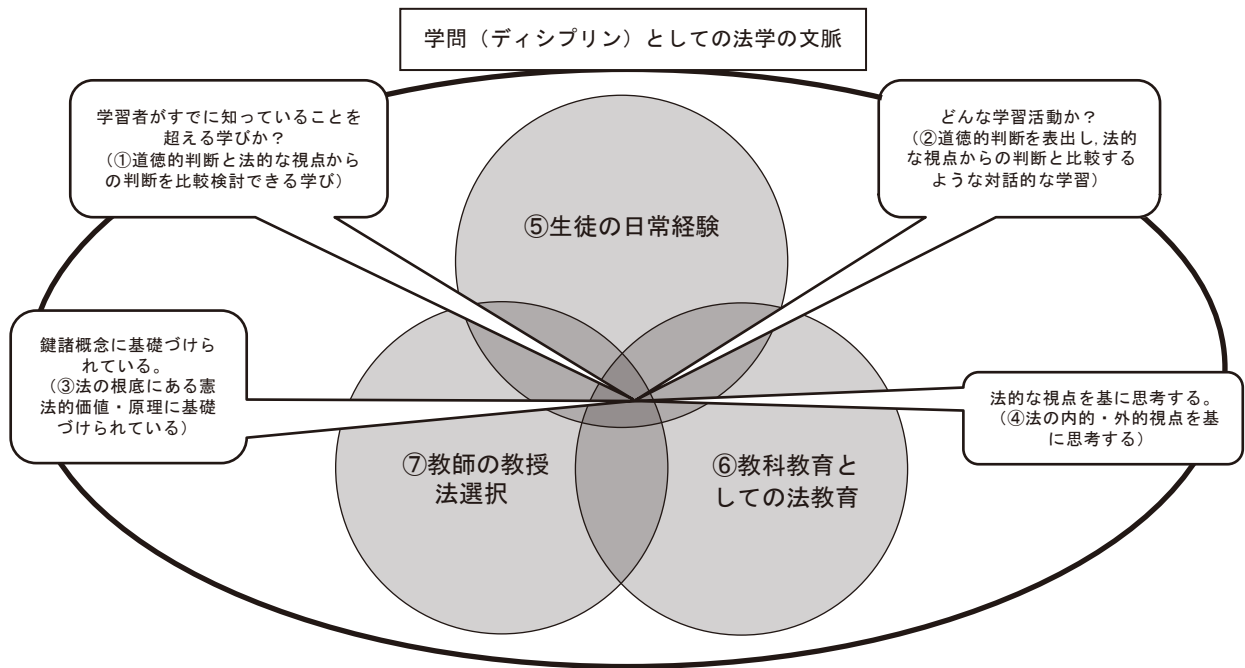 学問（ディシプリン）としての法学の文脈
学習者がすでに知っていることを
超える学びか？
（①道徳的判断と法的な視点から
の判断を比較検討できる学び）
どんな学習活動か？
（②道徳的判断を表出し, 法的
な視点からの判断と比較する
ような対話的な学習）
⑤生徒の日常経験
鍵諸概念に基礎づけら
れている。
（③法の根底にある憲
法的価値・原理に基礎
づけられている）
法的な視点を基に思考する。
（④法の内的・外的視点を基
に思考する）
⑦教師の教授
法選択
⑥教科教育と
しての法教育